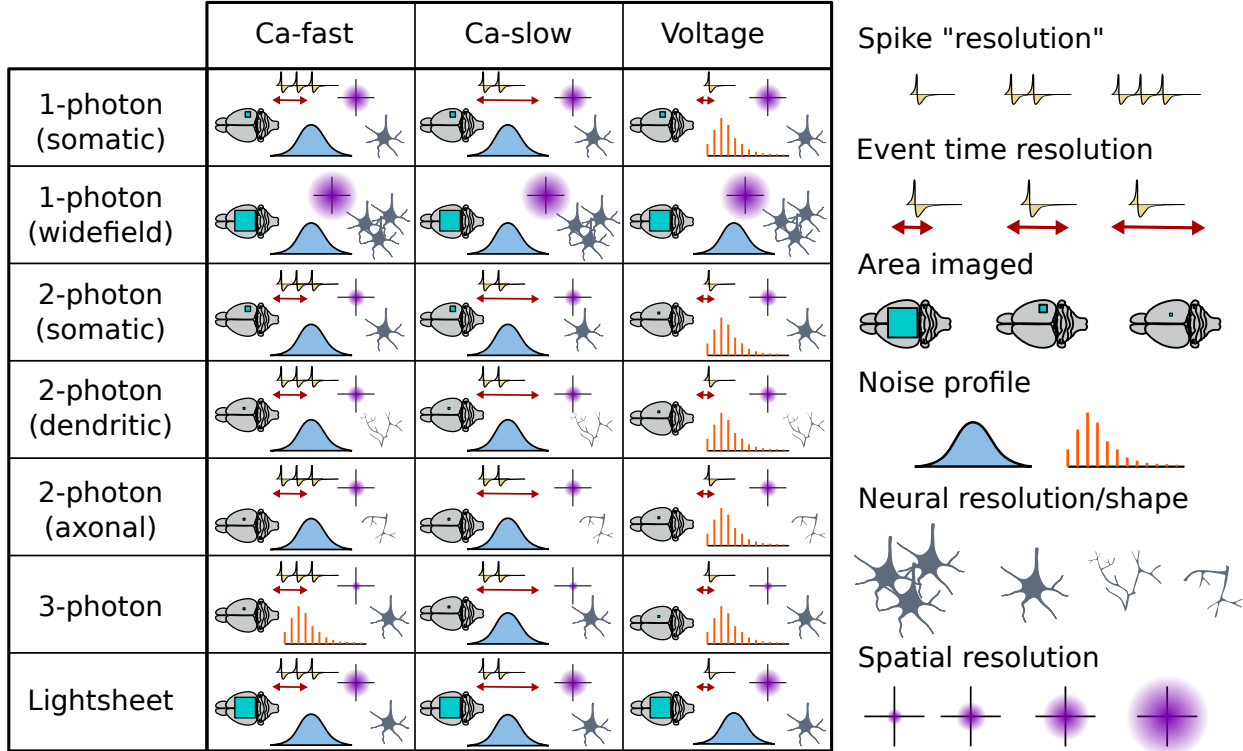 Ca-fast
Ca-slow
Voltage
1-photon
(somatic)
1-photon
(widefield)
2-photon
(somatic)
2-photon
(dendritic)
2-photon
(axonal)
3-photon
Lightsheet
Spike "resolution"
Event time resolution
Area imaged
Noise profile
Neural resolution/shape
Spatial resolution